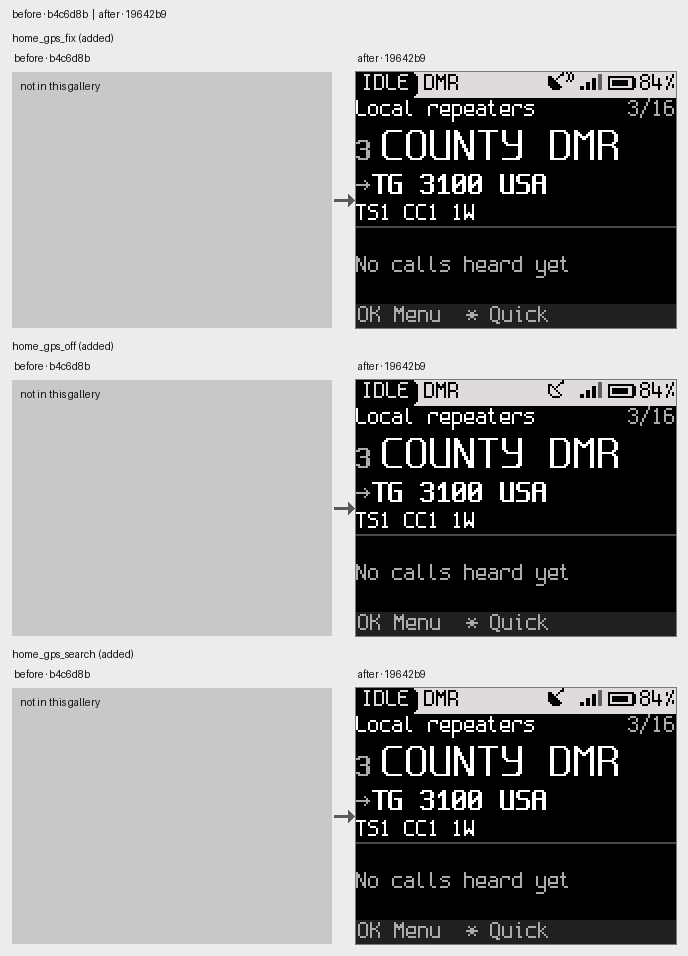 before · b4c6d8b | after · 19642b9
home_gps_fix (added)
before · b4c6d8b
after · 19642b9
not in this gallery
IDLE DMR 84%
Local repeaters 3/16
3 COUNTY DMR
→TG 3100 USA
TS1 CC1 1W
No calls heard yet
OK Menu * Quick
home_gps_off (added)
before · b4c6d8b
after · 19642b9
not in this gallery
IDLE DMR 84%
Local repeaters 3/16
3 COUNTY DMR
→TG 3100 USA
TS1 CC1 1W
No calls heard yet
OK Menu * Quick
home_gps_search (added)
before · b4c6d8b
after · 19642b9
not in this gallery
IDLE DMR 84%
Local repeaters 3/16
3 COUNTY DMR
→TG 3100 USA
TS1 CC1 1W
No calls heard yet
OK Menu * Quick